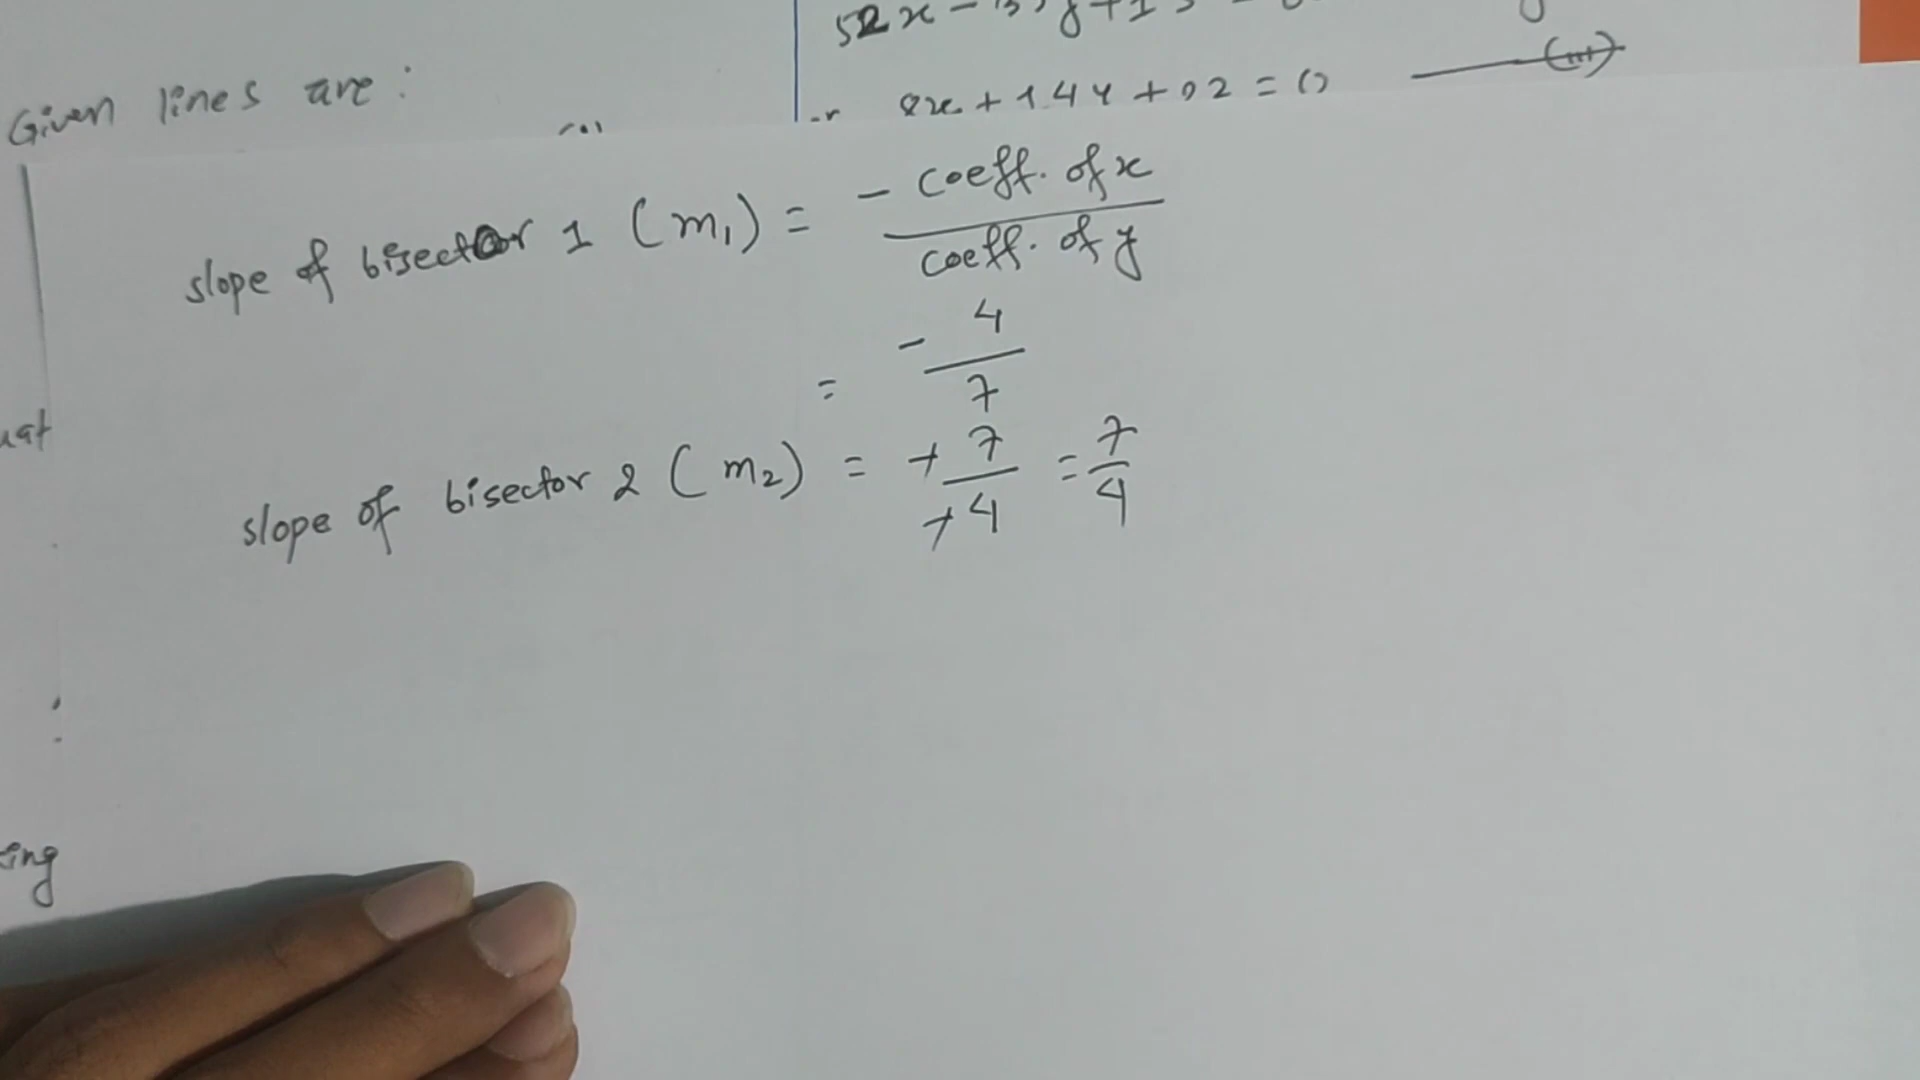 Given lines are :
slope of bisector 1 (m₁) = - coeff. of x / coeff. of y
= - 4 / 7
slope of bisector 2 (m₂) = + 7 / + 4 = 7 / 4